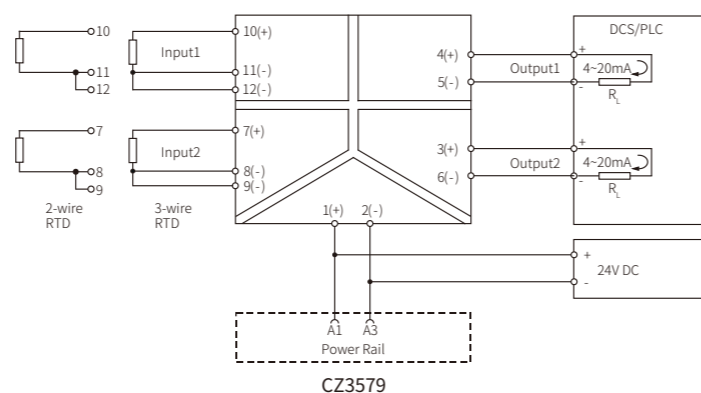 DCS/PLC
10
10(+)
Input1
4(+)
+
11
11(-)
Output1
4~20mA
12
12(-)
5(-)
-
R_L
7
7(+)
Input2
3(+)
+
8
8(-)
Output2
4~20mA
9
9(-)
6(-)
-
R_L
2-wire
RTD
3-wire
RTD
1(+)
2(-)
+
24V DC
-
A1
A3
Power Rail
CZ3579